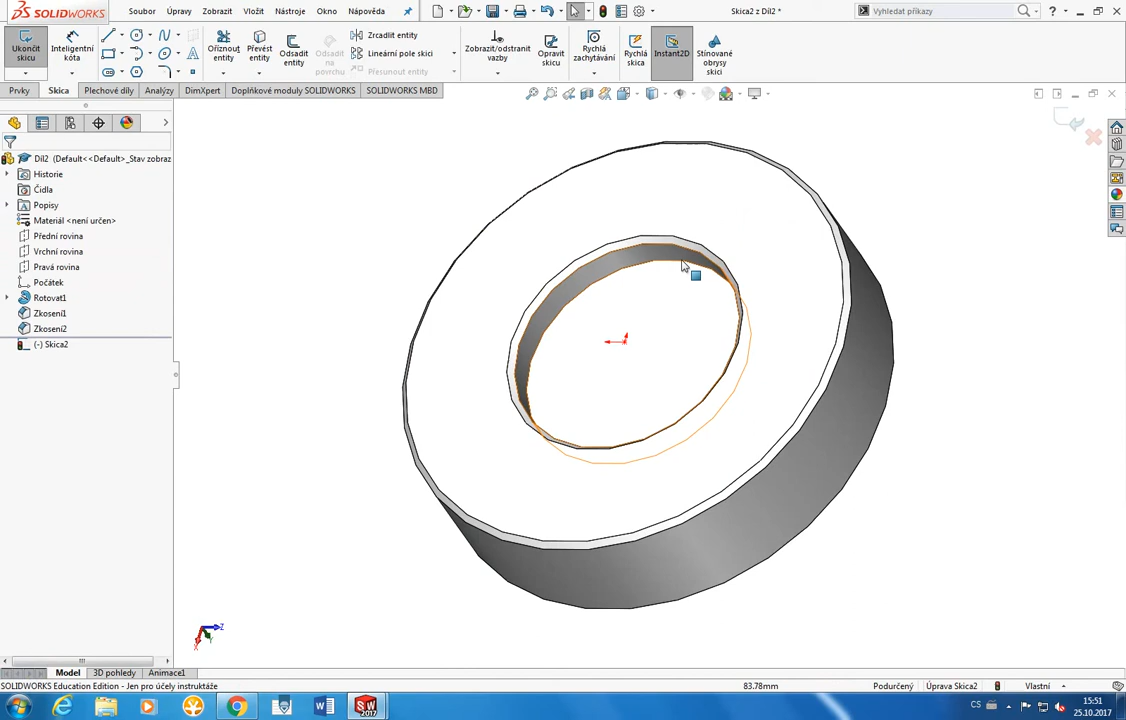 SOLIDWORKS
Soubor Úpravy Zobrazit Vložit Nástroje Okno Nápověda
Skica2 z Díl2 *
Vyhledat příkazy
Ukončit skicu
Inteligentní kóta
Oříznout entity
Převést entity
Odsadit entity
Odsadit na povrchu
Zrcadlit entity
Lineární pole skici
Přesunout entity
Zobrazit/odstranit vazby
Opravit skicu
Rychlá zachytávání
Rychlá skica
Instant2D
Stínované obrysy skici
Prvky Skica Plechové díly Analýzy DimXpert Doplňkové moduly SOLIDWORKS SOLIDWORKS MBD
Díl2 (Default<<Default>_Stav zobraz
Historie
Čidla
Popisy
Materiál <není určen>
Přední rovina
Vrchní rovina
Pravá rovina
Počátek
Rotovat1
Zkosení1
Zkosení2
(-) Skica2
Z
Y
X
Model 3D pohledy Animace1
SOLIDWORKS Education Edition - Jen pro účely instruktáže
83.78mm Podurčený Úprava Skica2 Vlastní
SW
2017
CS
15:51
25.10.2017